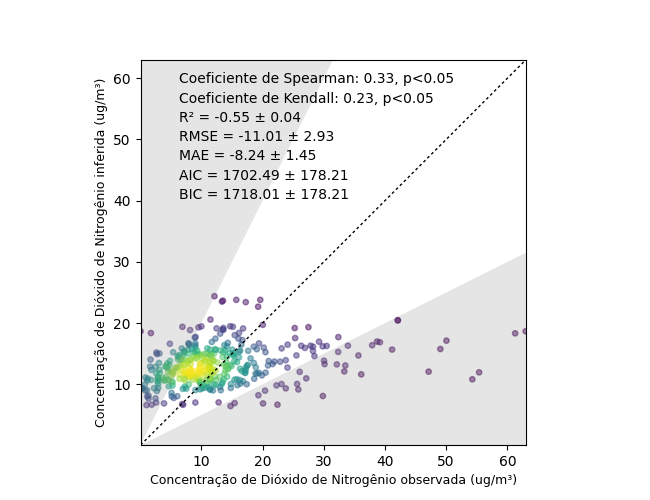 Coeficiente de Spearman: 0.33, p<0.05
Coeficiente de Kendall: 0.23, p<0.05
R² = -0.55 ± 0.04
RMSE = -11.01 ± 2.93
MAE = -8.24 ± 1.45
AIC = 1702.49 ± 178.21
BIC = 1718.01 ± 178.21
Concentração de Dióxido de Nitrogênio inferida (ug/m³)
60
50
40
30
20
10
10 20 30 40 50 60
Concentração de Dióxido de Nitrogênio observada (ug/m³)